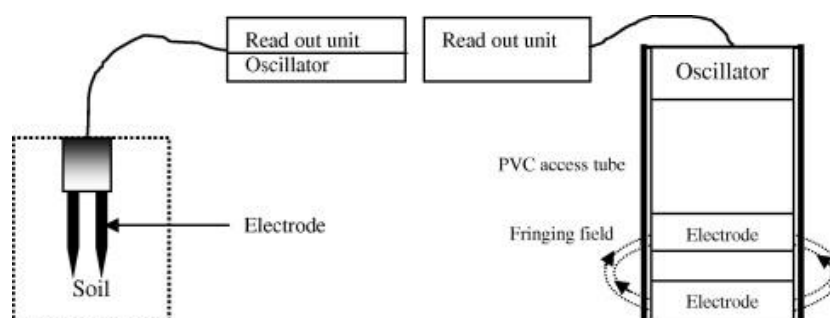 Read out unit
Oscillator
Electrode
Soil
Read out unit
Oscillator
PVC access tube
Fringing field
Electrode
Electrode